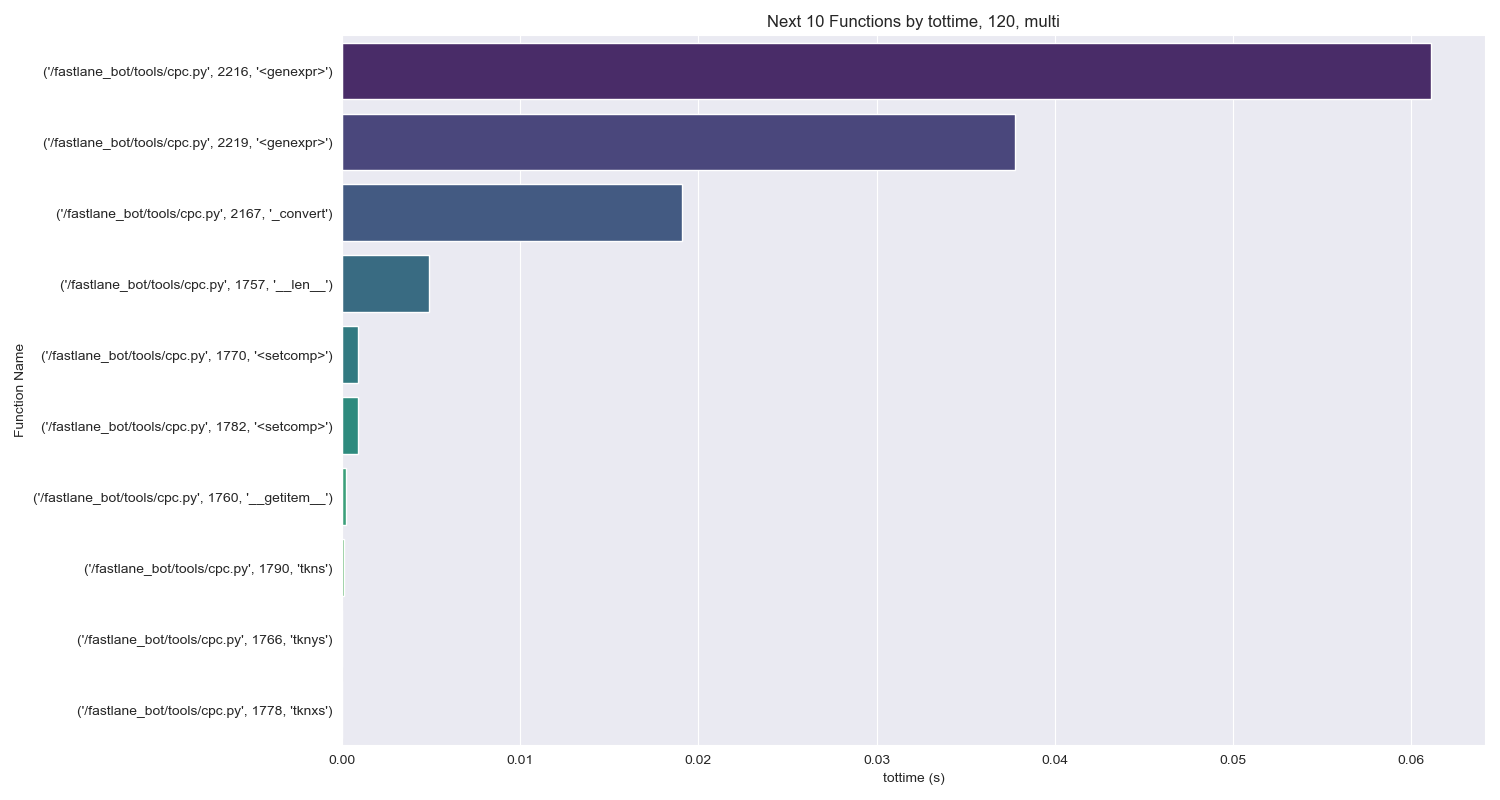 Next 10 Functions by tottime, 120, multi
('/fastlane_bot/tools/cpc.py', 2216, '<genexpr>')
('/fastlane_bot/tools/cpc.py', 2219, '<genexpr>')
('/fastlane_bot/tools/cpc.py', 2167, '_convert')
('/fastlane_bot/tools/cpc.py', 1757, '__len__')
('/fastlane_bot/tools/cpc.py', 1770, '<setcomp>')
('/fastlane_bot/tools/cpc.py', 1782, '<setcomp>')
('/fastlane_bot/tools/cpc.py', 1760, '__getitem__')
('/fastlane_bot/tools/cpc.py', 1790, 'tkns')
('/fastlane_bot/tools/cpc.py', 1766, 'tknys')
('/fastlane_bot/tools/cpc.py', 1778, 'tknxs')
Function Name
0.00 0.01 0.02 0.03 0.04 0.05 0.06
tottime (s)